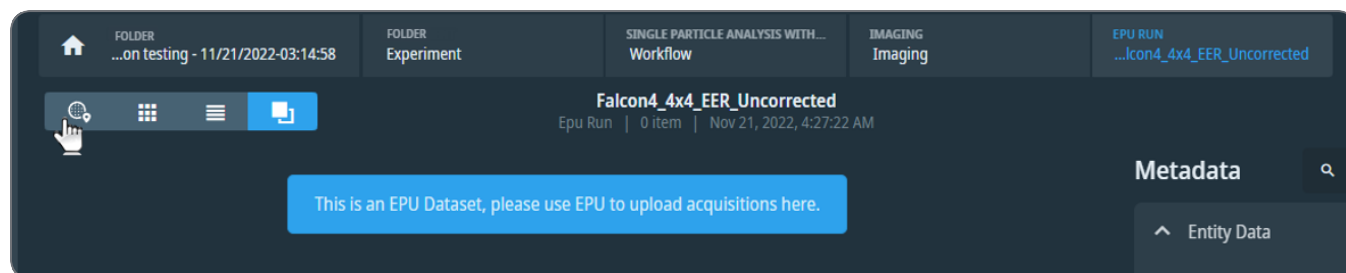 FOLDER
...on testing - 11/21/2022-03:14:58
FOLDER
Experiment
SINGLE PARTICLE ANALYSIS WITH...
Workflow
IMAGING
Imaging
EPU RUN
...lcon4_4x4_EER_Uncorrected
Falcon4_4x4_EER_Uncorrected
Epu Run | 0 item | Nov 21, 2022, 4:27:22 AM
This is an EPU Dataset, please use EPU to upload acquisitions here.
Metadata
Entity Data